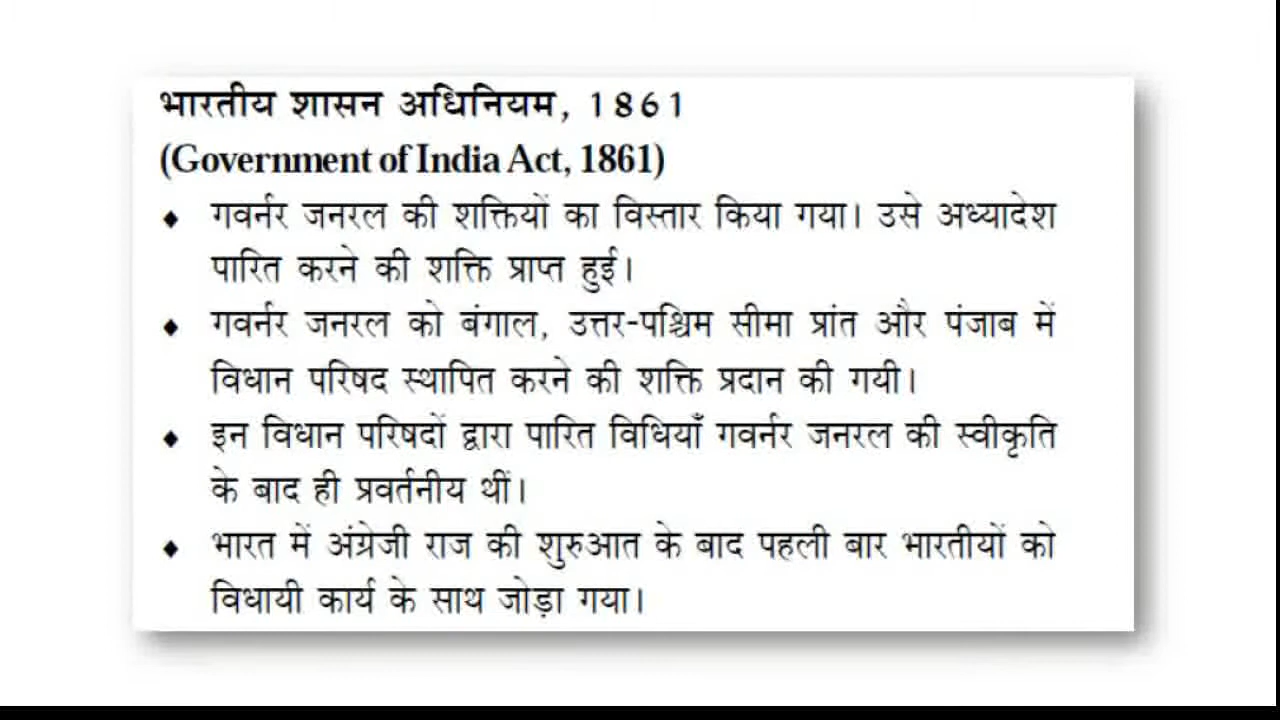 भारतीय शासन अधिनियम, 1861
(Government of India Act, 1861)
♦ गवर्नर जनरल की शक्तियों का विस्तार किया गया। उसे अध्यादेश
पारित करने की शक्ति प्राप्त हुई।
♦ गवर्नर जनरल को बंगाल, उत्तर-पश्चिम सीमा प्रांत और पंजाब में
विधान परिषद स्थापित करने की शक्ति प्रदान की गयी।
♦ इन विधान परिषदों द्वारा पारित विधियाँ गवर्नर जनरल की स्वीकृति
के बाद ही प्रवर्तनीय थीं।
♦ भारत में अंग्रेजी राज की शुरुआत के बाद पहली बार भारतीयों को
विधायी कार्य के साथ जोड़ा गया।